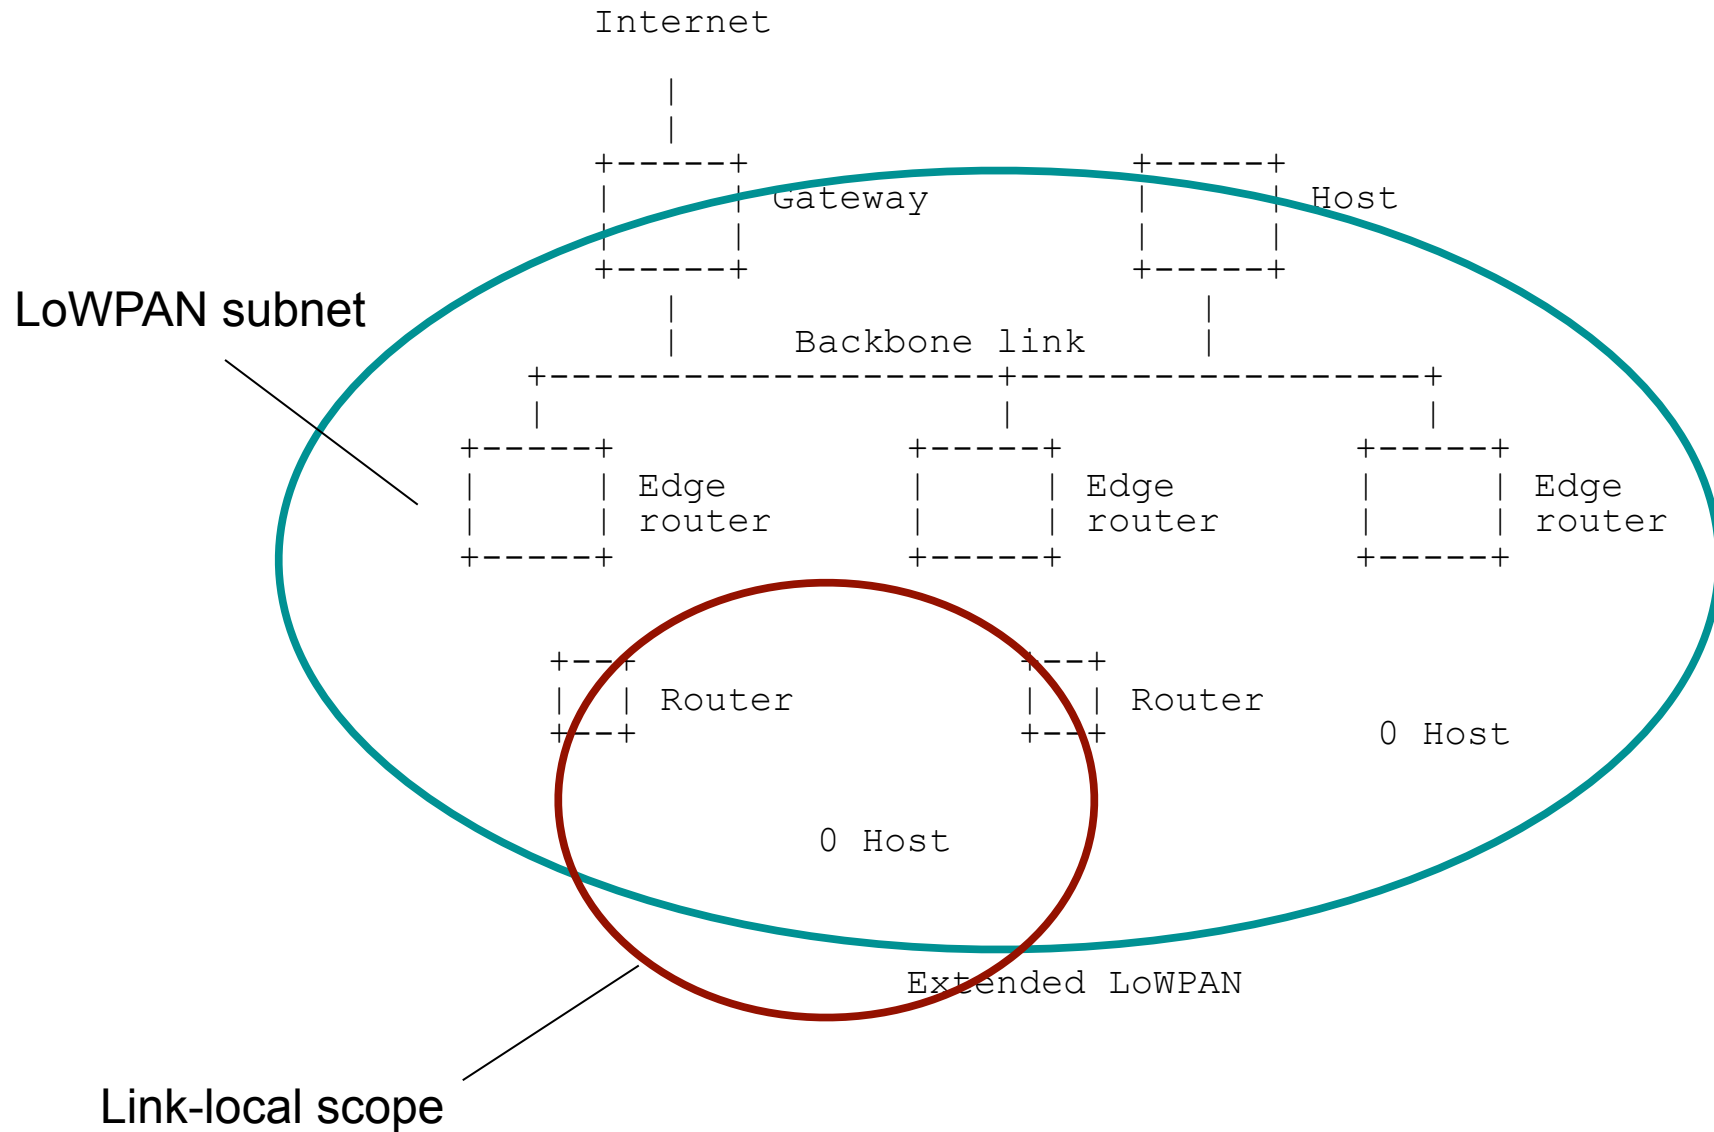 Internet
Gateway
Host
LoWPAN subnet
Backbone link
Edge
router
Edge
router
Edge
router
Router
Router
0 Host
0 Host
Extended LoWPAN
Link-local scope